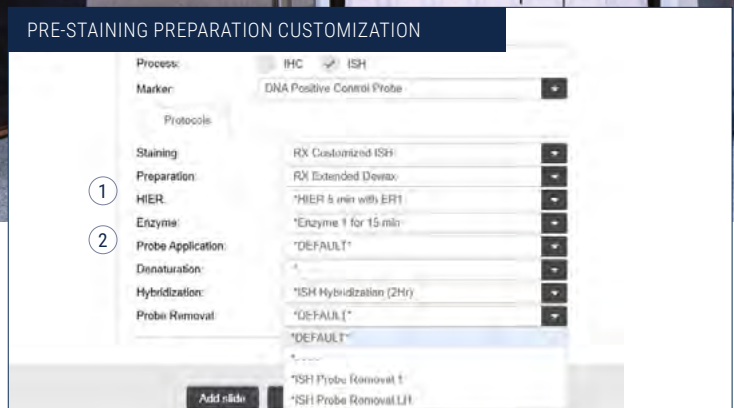 PRE-STAINING PREPARATION CUSTOMIZATION
Process: IHC ISH
Marker: DNA Positive Control Probe
Protocols
Staining: RX Customized ISH
Preparation: RX Extended Dewax
1 HIER: *HIER 5 min with ER1
Enzyme: *Enzyme 1 for 15 min
2 Probe Application: *DEFAULT*
Denaturation:
Hybridization: *ISH Hybridization (2Hr)
Probe Removal *DEFAULT*
*DEFAULT*
*----
*ISH Probe Removal 1
Add slide *ISH Probe Removal LH